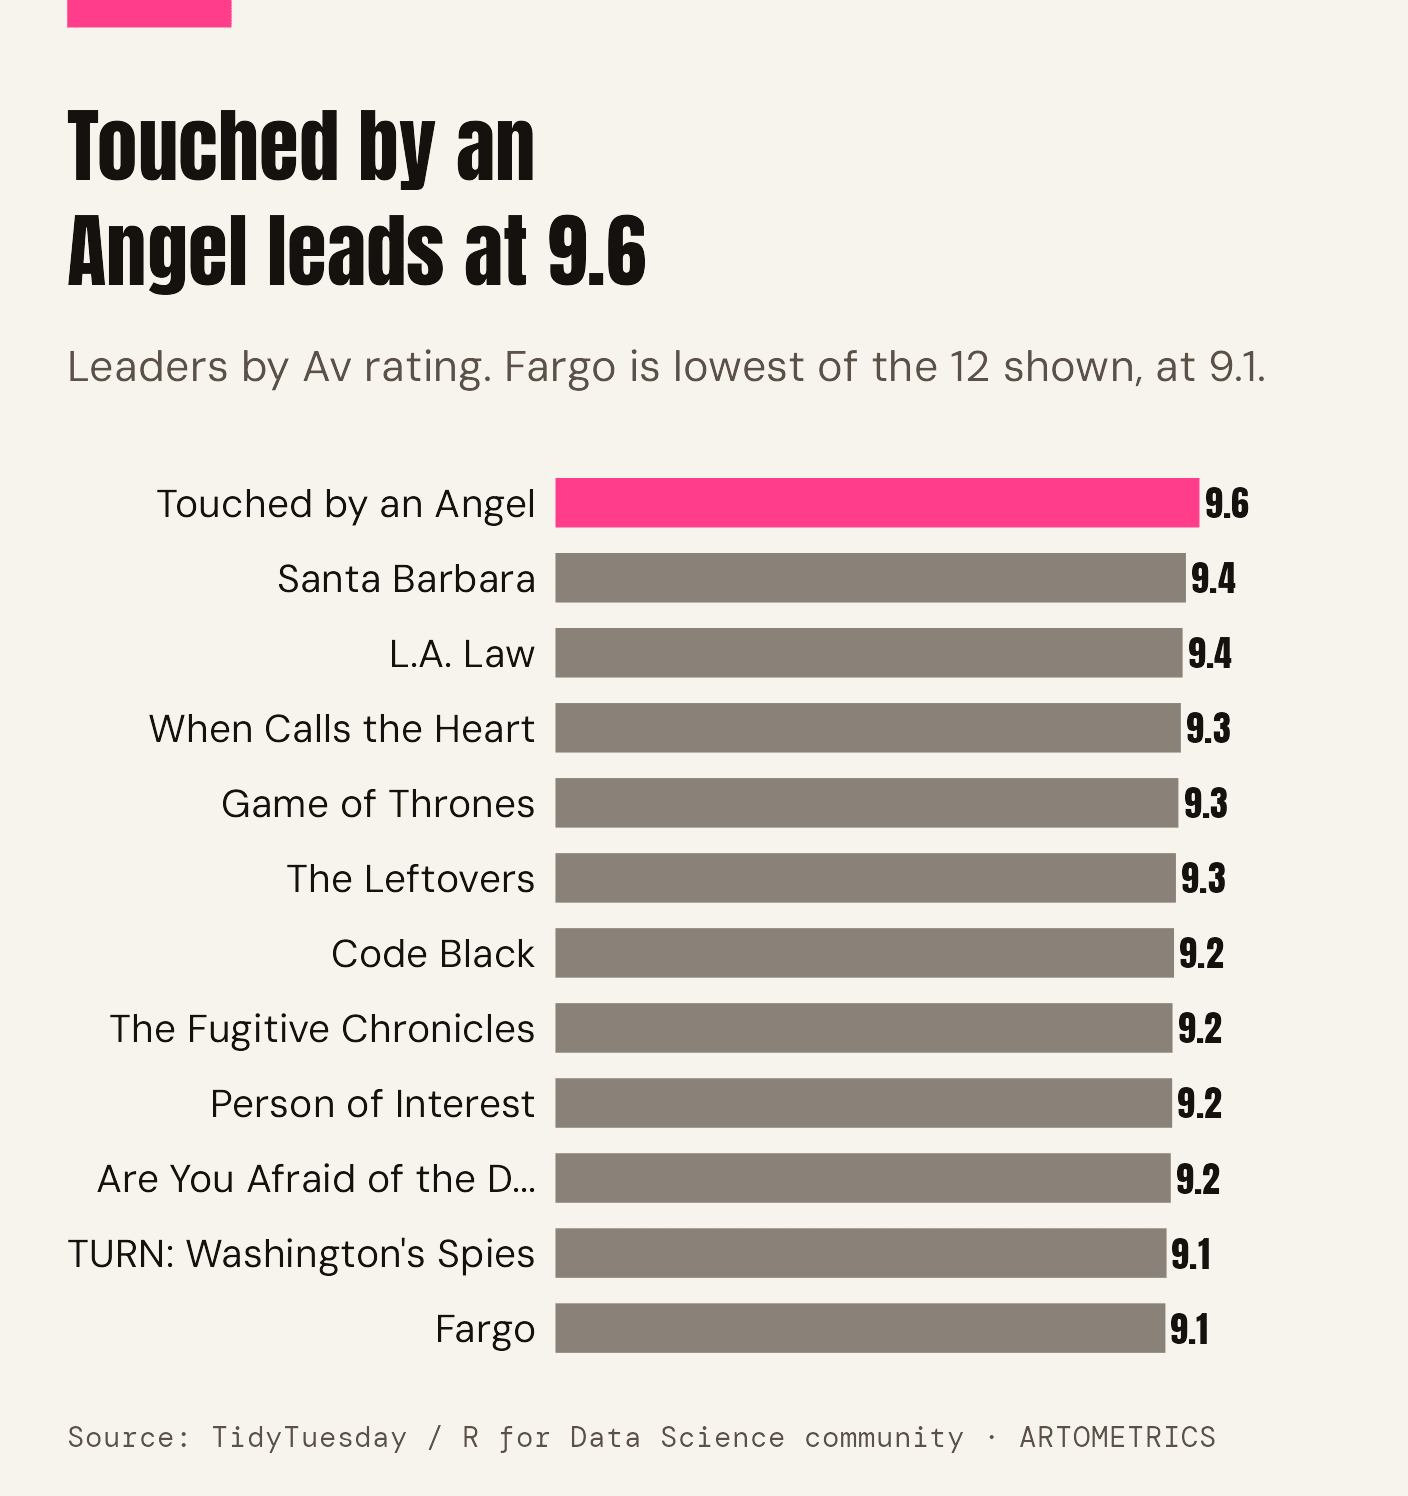 Touched by an
Angel leads at 9.6
Leaders by Av rating. Fargo is lowest of the 12 shown, at 9.1.
Touched by an Angel 9.6
Santa Barbara 9.4
L.A. Law 9.4
When Calls the Heart 9.3
Game of Thrones 9.3
The Leftovers 9.3
Code Black 9.2
The Fugitive Chronicles 9.2
Person of Interest 9.2
Are You Afraid of the D... 9.2
TURN: Washington's Spies 9.1
Fargo 9.1
Source: TidyTuesday / R for Data Science community · ARTOMETRICS